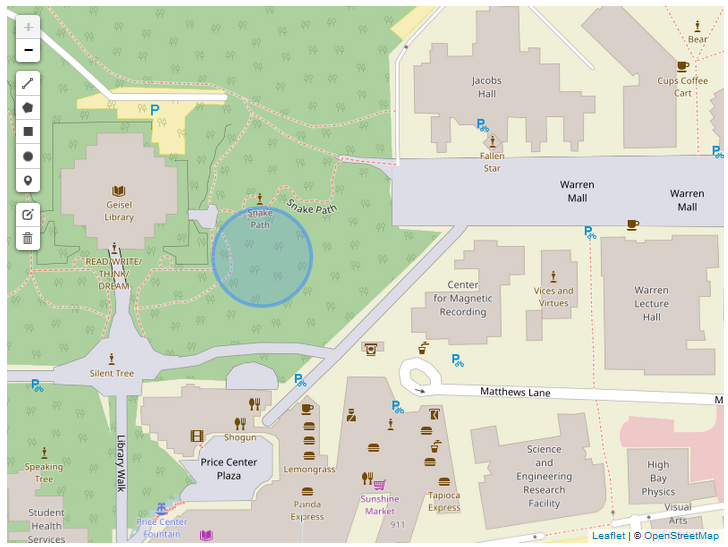 +
−
Bear
Cups Coffee
Cart
Jacobs
Hall
P
P
Fallen
Star
P
Warren
Mall
Warren
Mall
Geisel
Library
Snake
Path
Snake Path
P
READ/WRITE/
THINK/
DREAM
Center
for Magnetic
Recording
Vices and
Virtues
Warren
Lecture
Hall
Silent Tree
P
P
P
P
Matthews Lane
M
Shogun
Library Walk
Price Center
Plaza
Lemongrass
Speaking
Tree
Science
and
Engineering
Research
Facility
High
Bay
Physics
Panda
Express
Sunshine
Market
Tapioca
Express
Student
Health
Services
Price Center
Fountain
911
Visual
Arts
Leaflet | © OpenStreetMap